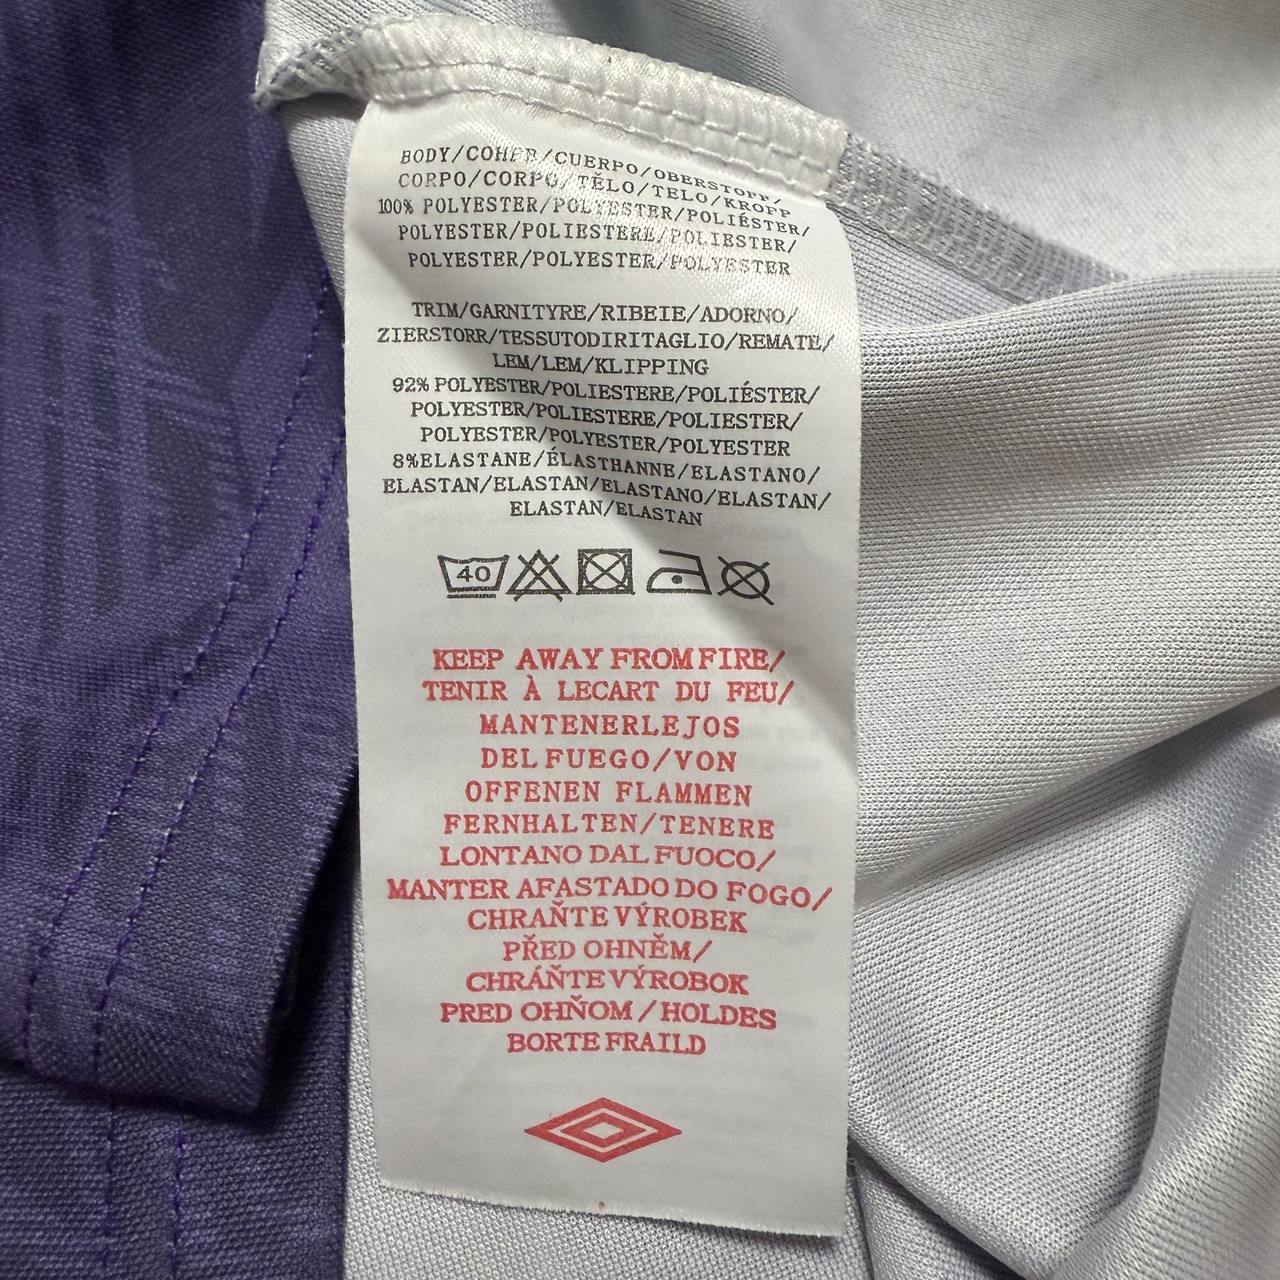 BODY/COHFB/CUERPO/OBERSTOFF/
CORPO/CORPO/TĚLO/TELO/KROPP
100% POLYESTER/POLYESTER/POLIÉSTER/
POLYESTER/POLIESTERE/POLIESTER/
POLYESTER/POLYESTER/POLYESTER
TRIM/GARNITYRE/RIBEIE/ADORNO/
ZIERSTORR/TESSUTODIRITAGLIO/REMATE/
LEM/LEM/KLIPPING
92% POLYESTER/POLIESTERE/POLIÉSTER/
POLYESTER/POLIESTERE/POLIESTER/
POLYESTER/POLYESTER/POLYESTER
8%ELASTANE/ÉLASTHANNE/ELASTANO/
ELASTAN/ELASTAN/ELASTANO/ELASTAN/
ELASTAN/ELASTAN
40
KEEP AWAY FROM FIRE/
TENIR À LECART DU FEU/
MANTENERLEJOS
DEL FUEGO/VON
OFFENEN FLAMMEN
FERNHALTEN/TENERE
LONTANO DAL FUOCO/
MANTER AFASTADO DO FOGO/
CHRAŇTE VÝROBEK
PŘED OHNĚM/
CHRÁŇTE VÝROBOK
PRED OHŇOM/HOLDES
BORTE FRAILD